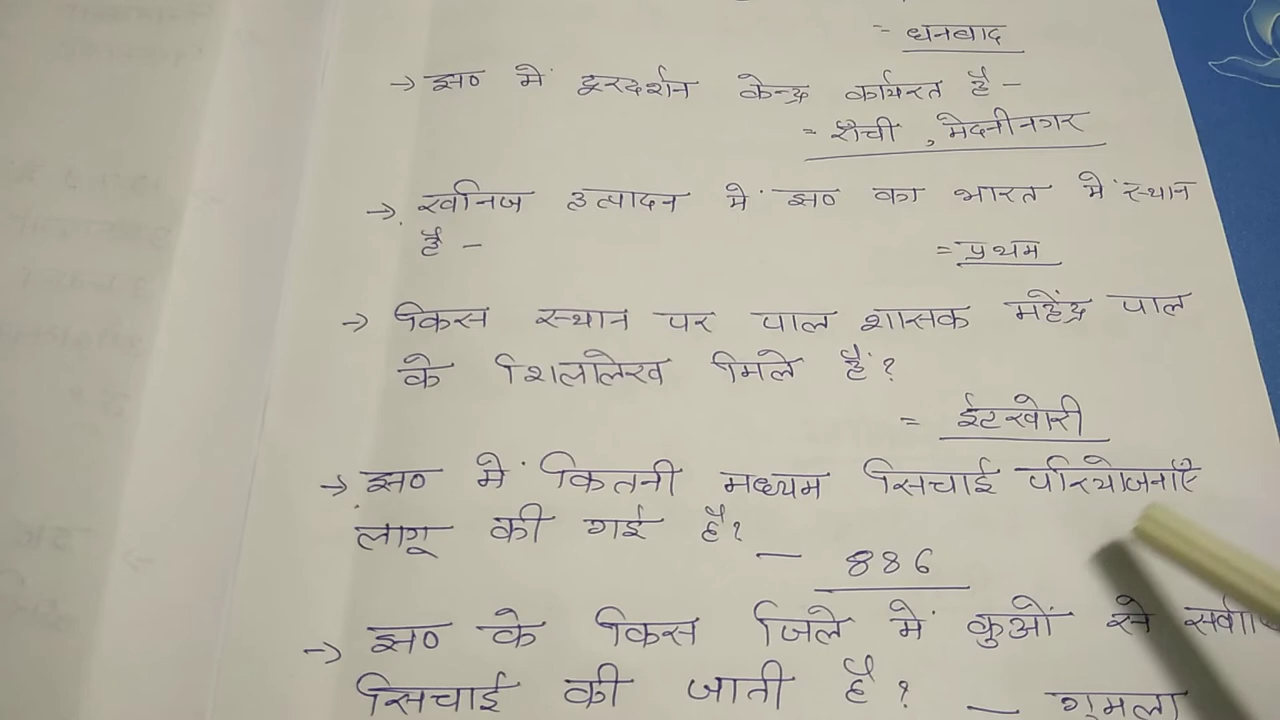 = धनबाद
→ झा० में दूरदर्शन केन्द्र कार्यरत है –
= राँची , मेदनीनगर
→ खनिज उत्पादन में झा० का भारत में स्थान
है –
= प्रथम
→ किस स्थान पर पाल शासक महेंद्र पाल
के शिलालेख मिले हैं?
= ईटखोरी
→ झा० में कितनी मध्यम सिचाई परियोजनाएँ
लागू की गई है?
– 886
→ झा० के किस जिले में कुओं से
सिचाई की जाती है? – गुमला